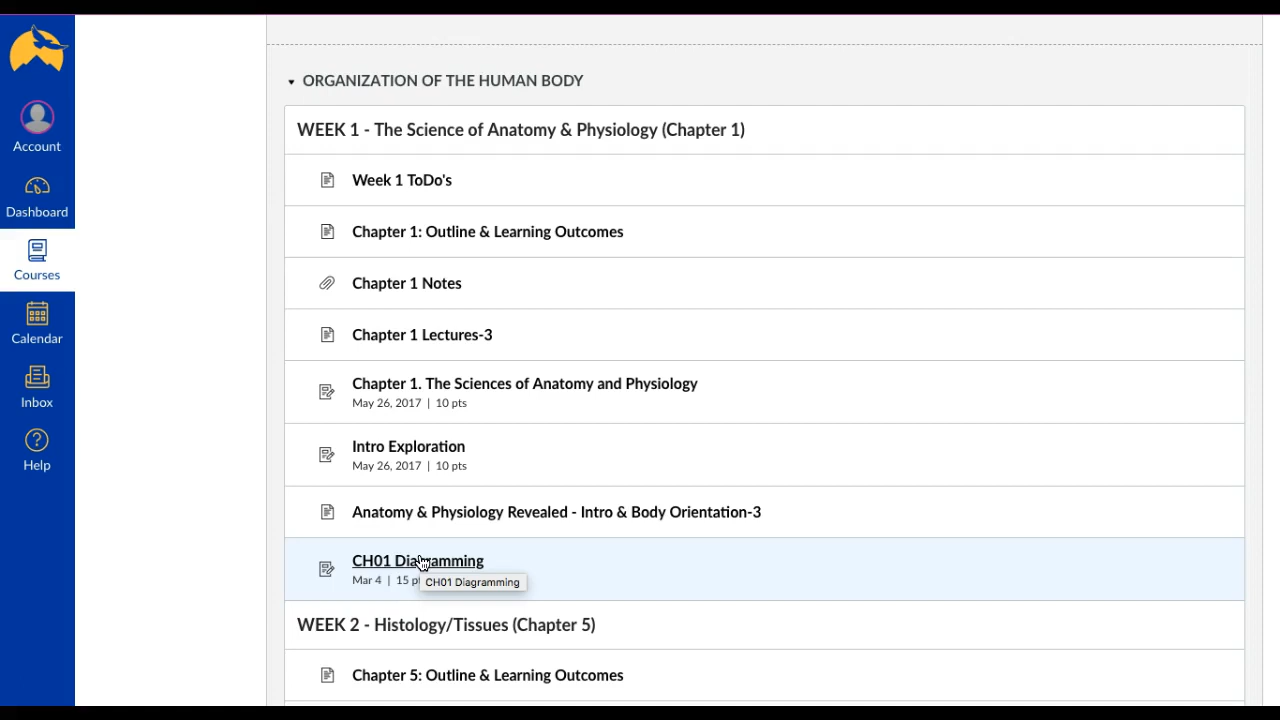 Account
Dashboard
Courses
Calendar
Inbox
Help
ORGANIZATION OF THE HUMAN BODY
WEEK 1 - The Science of Anatomy & Physiology (Chapter 1)
Week 1 ToDo's
Chapter 1: Outline & Learning Outcomes
Chapter 1 Notes
Chapter 1 Lectures-3
Chapter 1. The Sciences of Anatomy and Physiology
May 26, 2017 | 10 pts
Intro Exploration
May 26, 2017 | 10 pts
Anatomy & Physiology Revealed - Intro & Body Orientation-3
CH01 Diagramming
Mar 4 | 15
CH01 Diagramming
WEEK 2 - Histology/Tissues (Chapter 5)
Chapter 5: Outline & Learning Outcomes